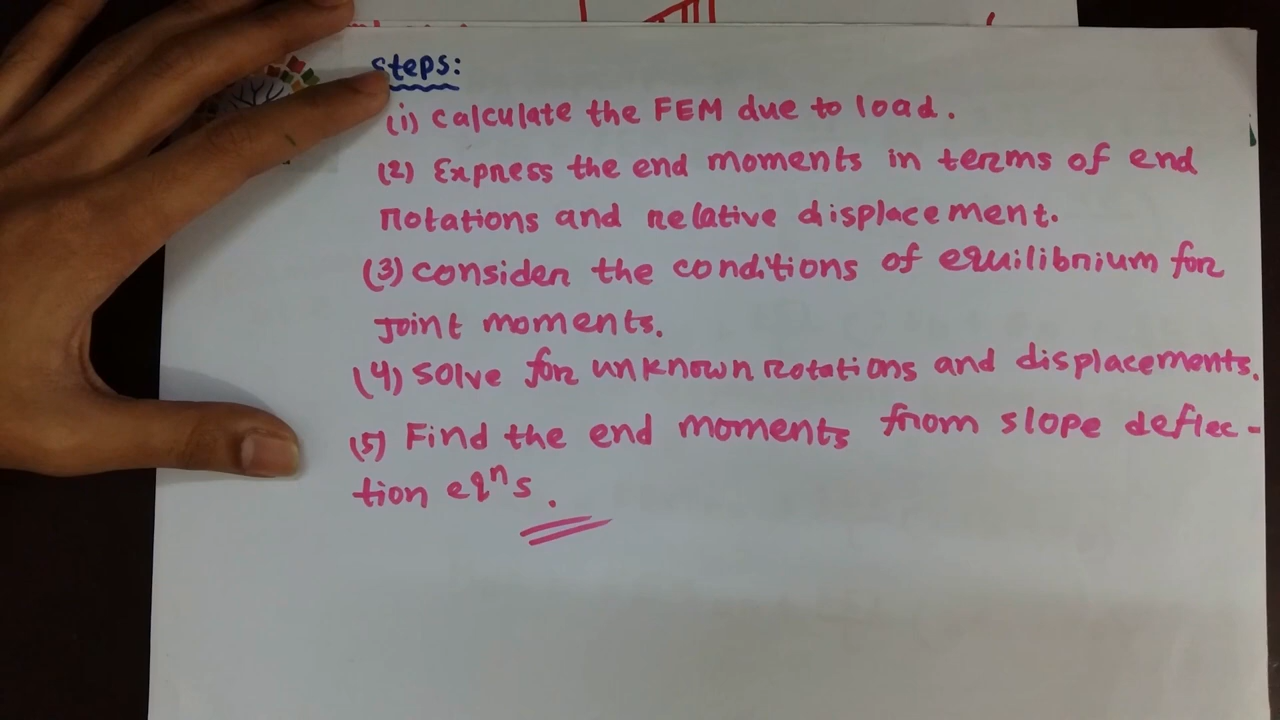 Steps:
(1) calculate the FEM due to load.
(2) Express the end moments in terms of end
rotations and relative displacement.
(3) consider the conditions of equilibrium for
joint moments.
(4) solve for unknown rotations and displacements.
(5) Find the end moments from slope deflec-
tion eqⁿs.